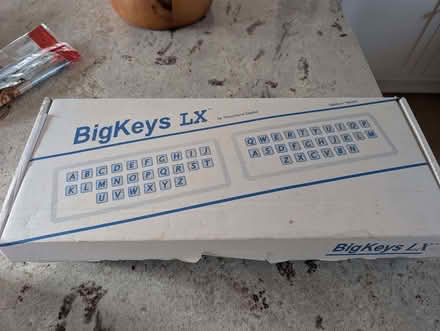 BigKeys LX
A B C D E F G H I J
K L M N O P Q R S T
U V W X Y Z
Q W E R T Y U I O P
A S D F G H J K L M
Z X C V B N
BigKeys LX